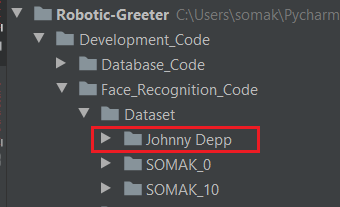 Robotic-Greeter C:\Users\somak\Pycharm
Development_Code
Database_Code
Face_Recognition_Code
Dataset
Johnny Depp
SOMAK_0
SOMAK_10